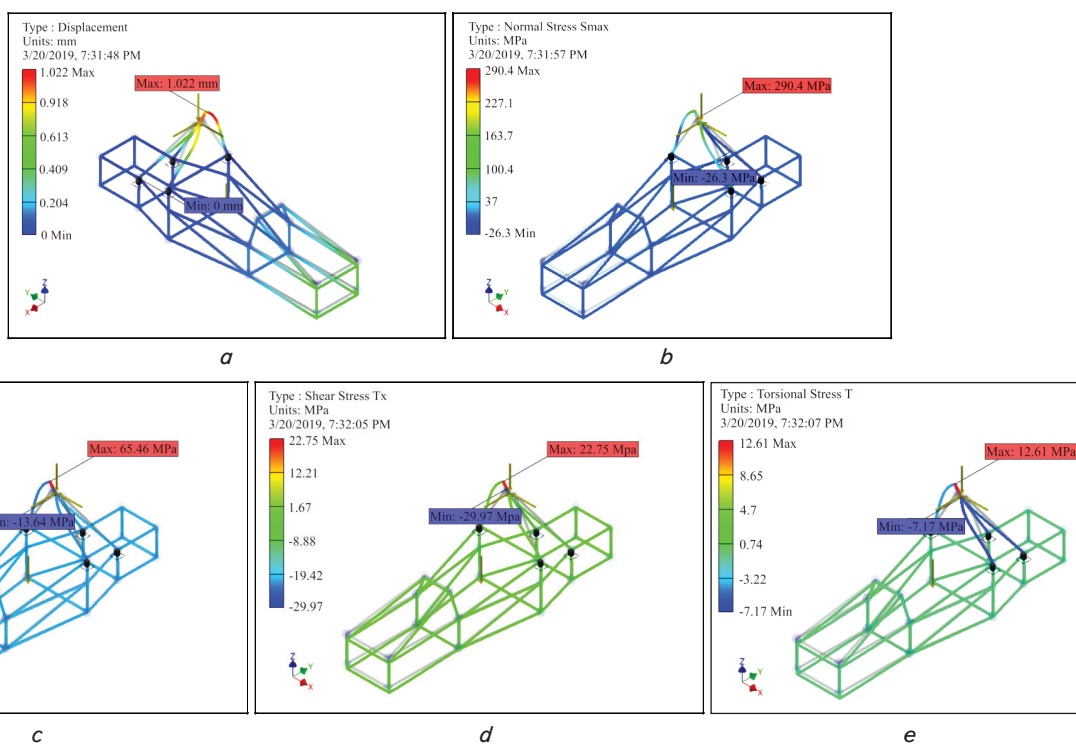 Type : Displacement
Units: mm
3/20/2019, 7:31:48 PM
1.022 Max
0.918
0.613
0.409
0.204
0 Min
Max: 1.022 mm
Min: 0 mm
Z
Y
X
a
Type : Normal Stress Smax
Units: MPa
3/20/2019, 7:31:57 PM
290.4 Max
227.1
163.7
100.4
37
-26.3 Min
Max: 290.4 MPa
Min: -26.3 MPa
Z
Y
X
b
Max: 65.46 MPa
n: -13.64 MPa
c
Type : Shear Stress Tx
Units: MPa
3/20/2019, 7:32:05 PM
22.75 Max
12.21
1.67
-8.88
-19.42
-29.97
Max: 22.75 Mpa
Min: -29.97 Mpa
Z
Y
X
d
Type : Torsional Stress T
Units: MPa
3/20/2019, 7:32:07 PM
12.61 Max
8.65
4.7
0.74
-3.22
-7.17 Min
Max: 12.61 MPa
Min: -7.17 MPa
Z
Y
X
e